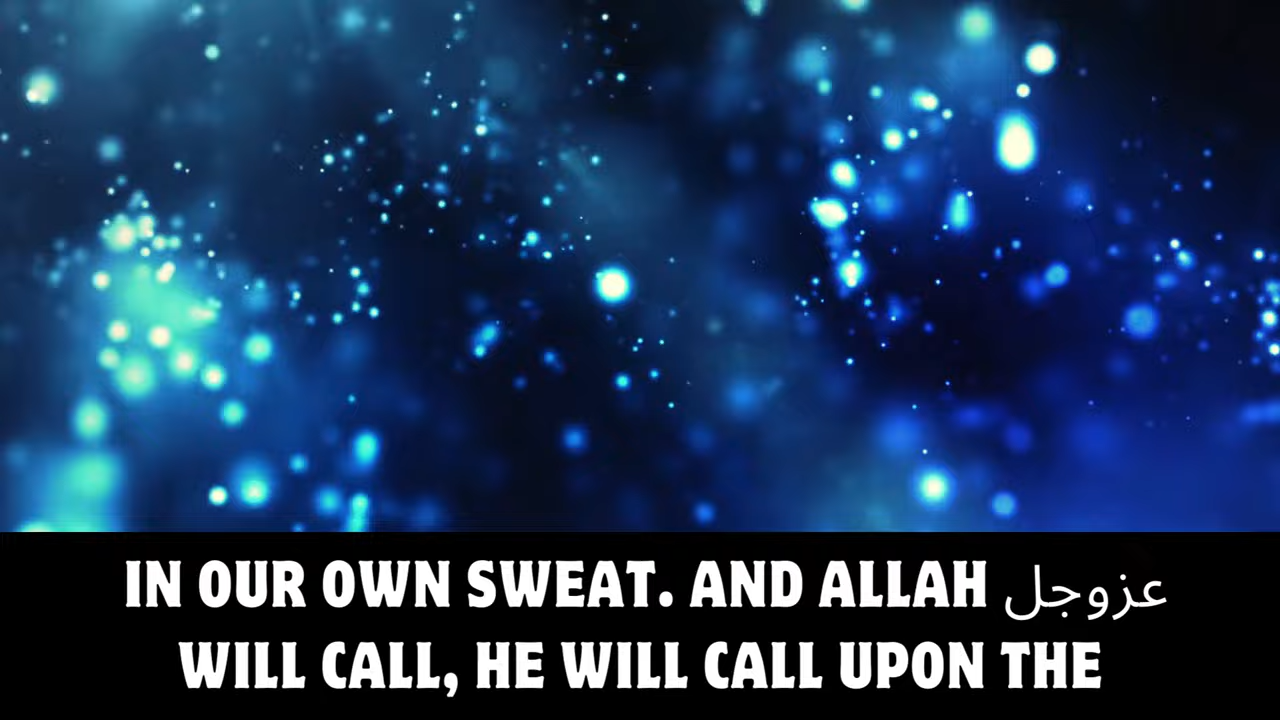 IN OUR OWN SWEAT. AND ALLAH عزوجل
WILL CALL, HE WILL CALL UPON THE